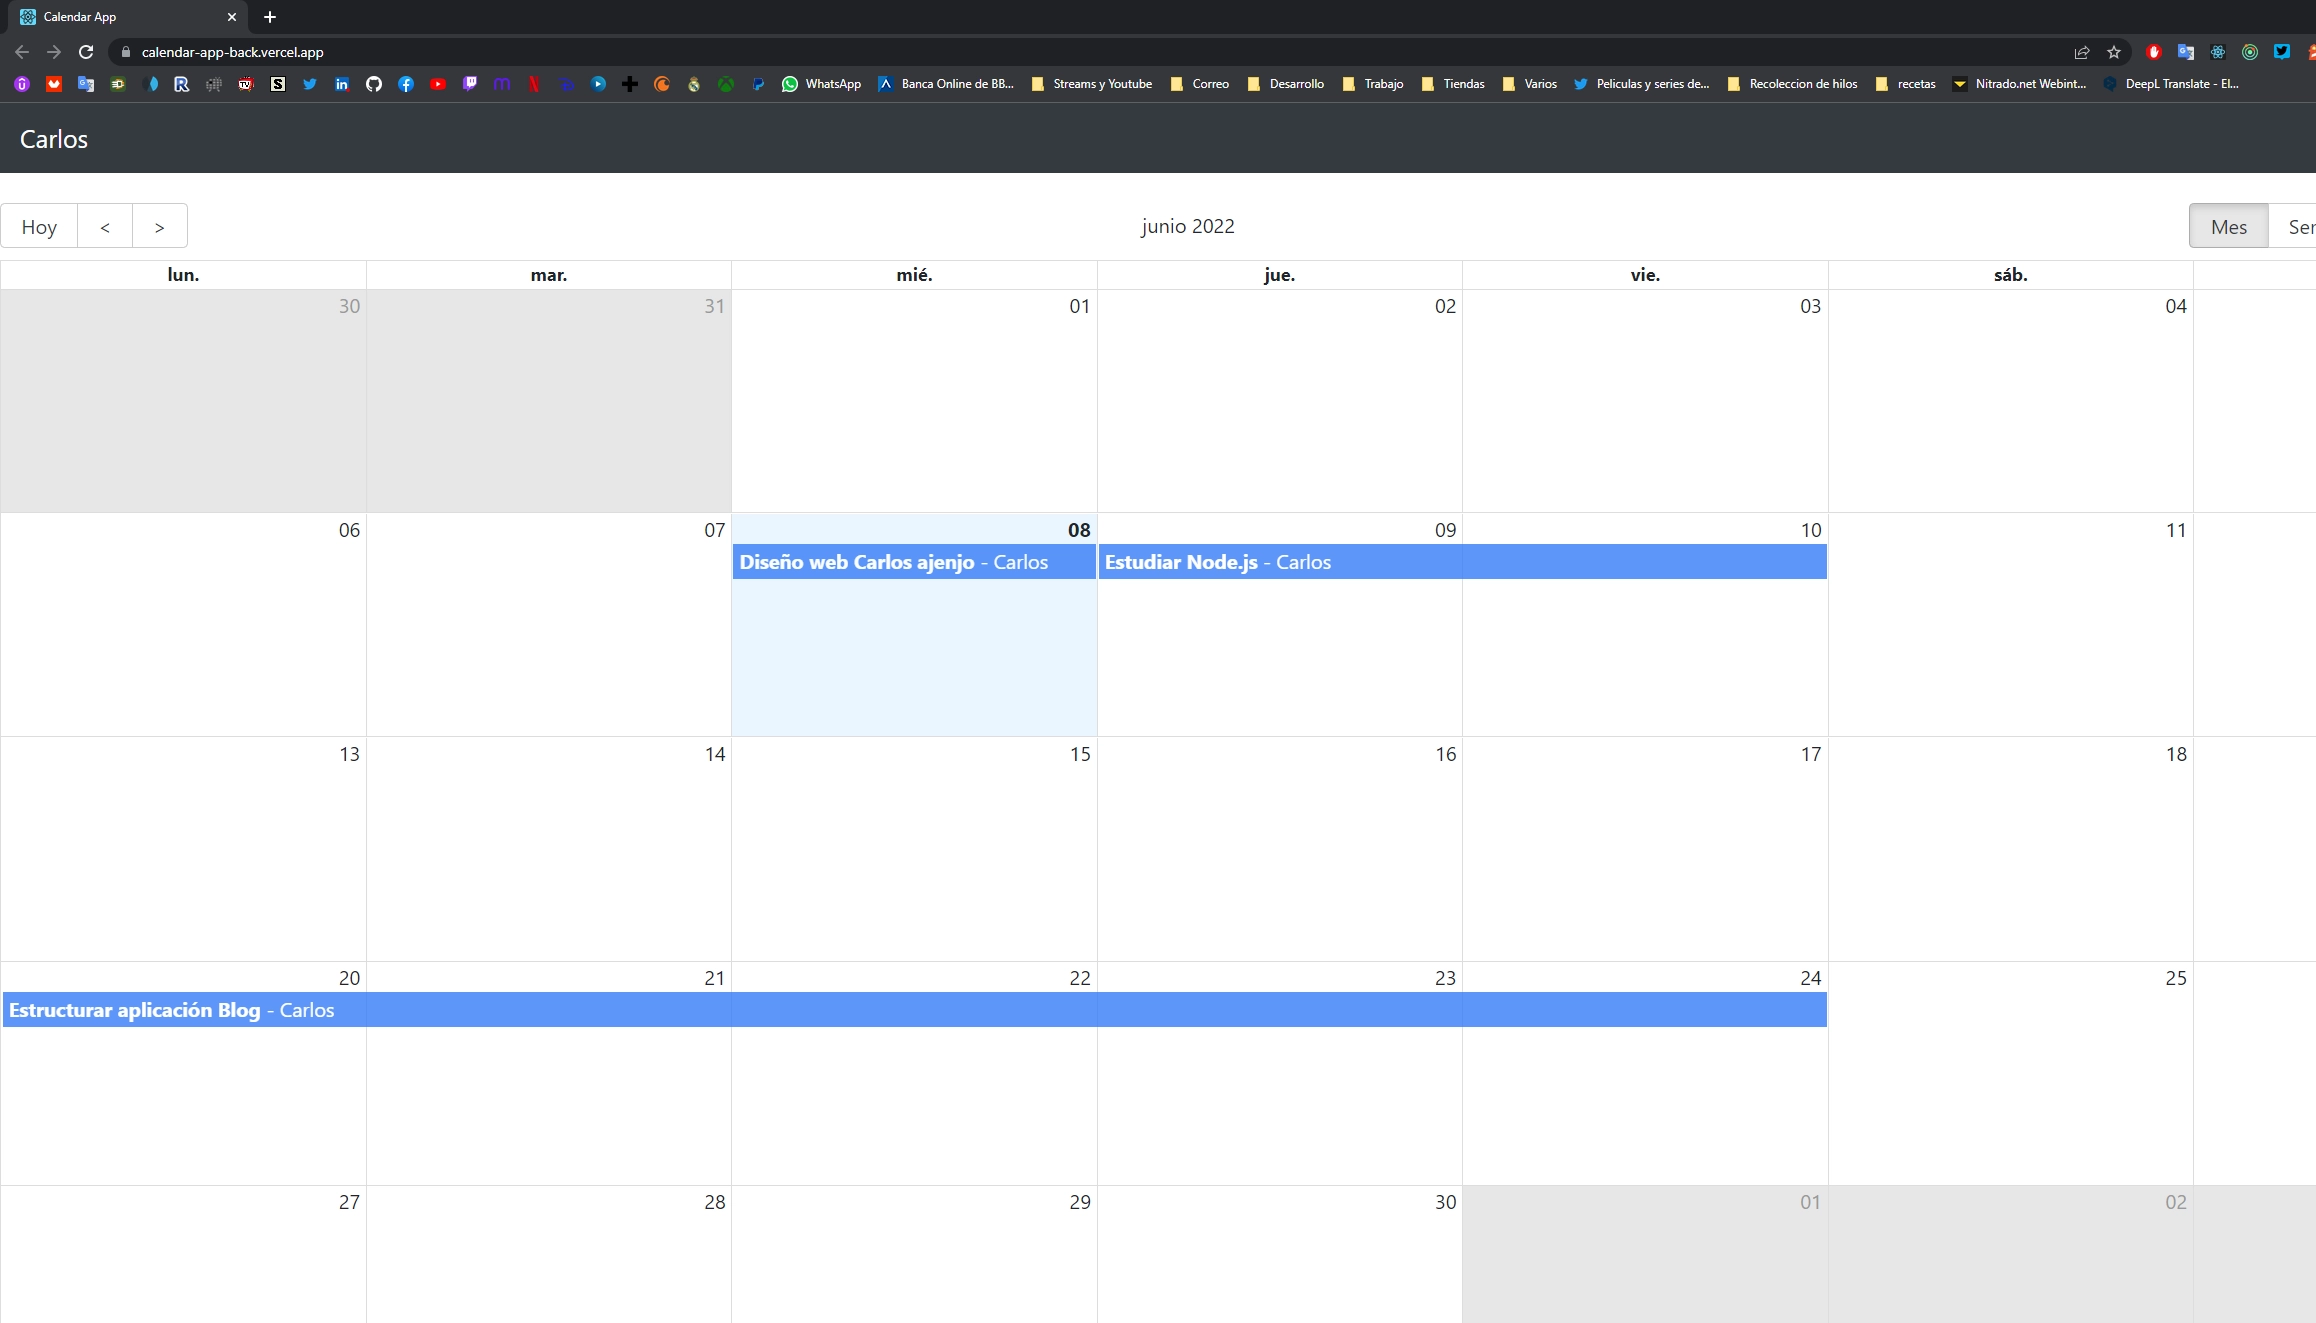 Calendar App
calendar-app-back.vercel.app
WhatsApp Banca Online de BB... Streams y Youtube Correo Desarrollo Trabajo Tiendas Varios Peliculas y series de... Recoleccion de hilos recetas Nitrado.net Webint... DeepL Translate - El...
Carlos
Hoy < > junio 2022 Mes Sem
lun. mar. mié. jue. vie. sáb.
30 31 01 02 03 04
06 07 08 09 10 11
Diseño web Carlos ajenjo - Carlos Estudiar Node.js - Carlos
13 14 15 16 17 18
20 21 22 23 24 25
Estructurar aplicación Blog - Carlos
27 28 29 30 01 02